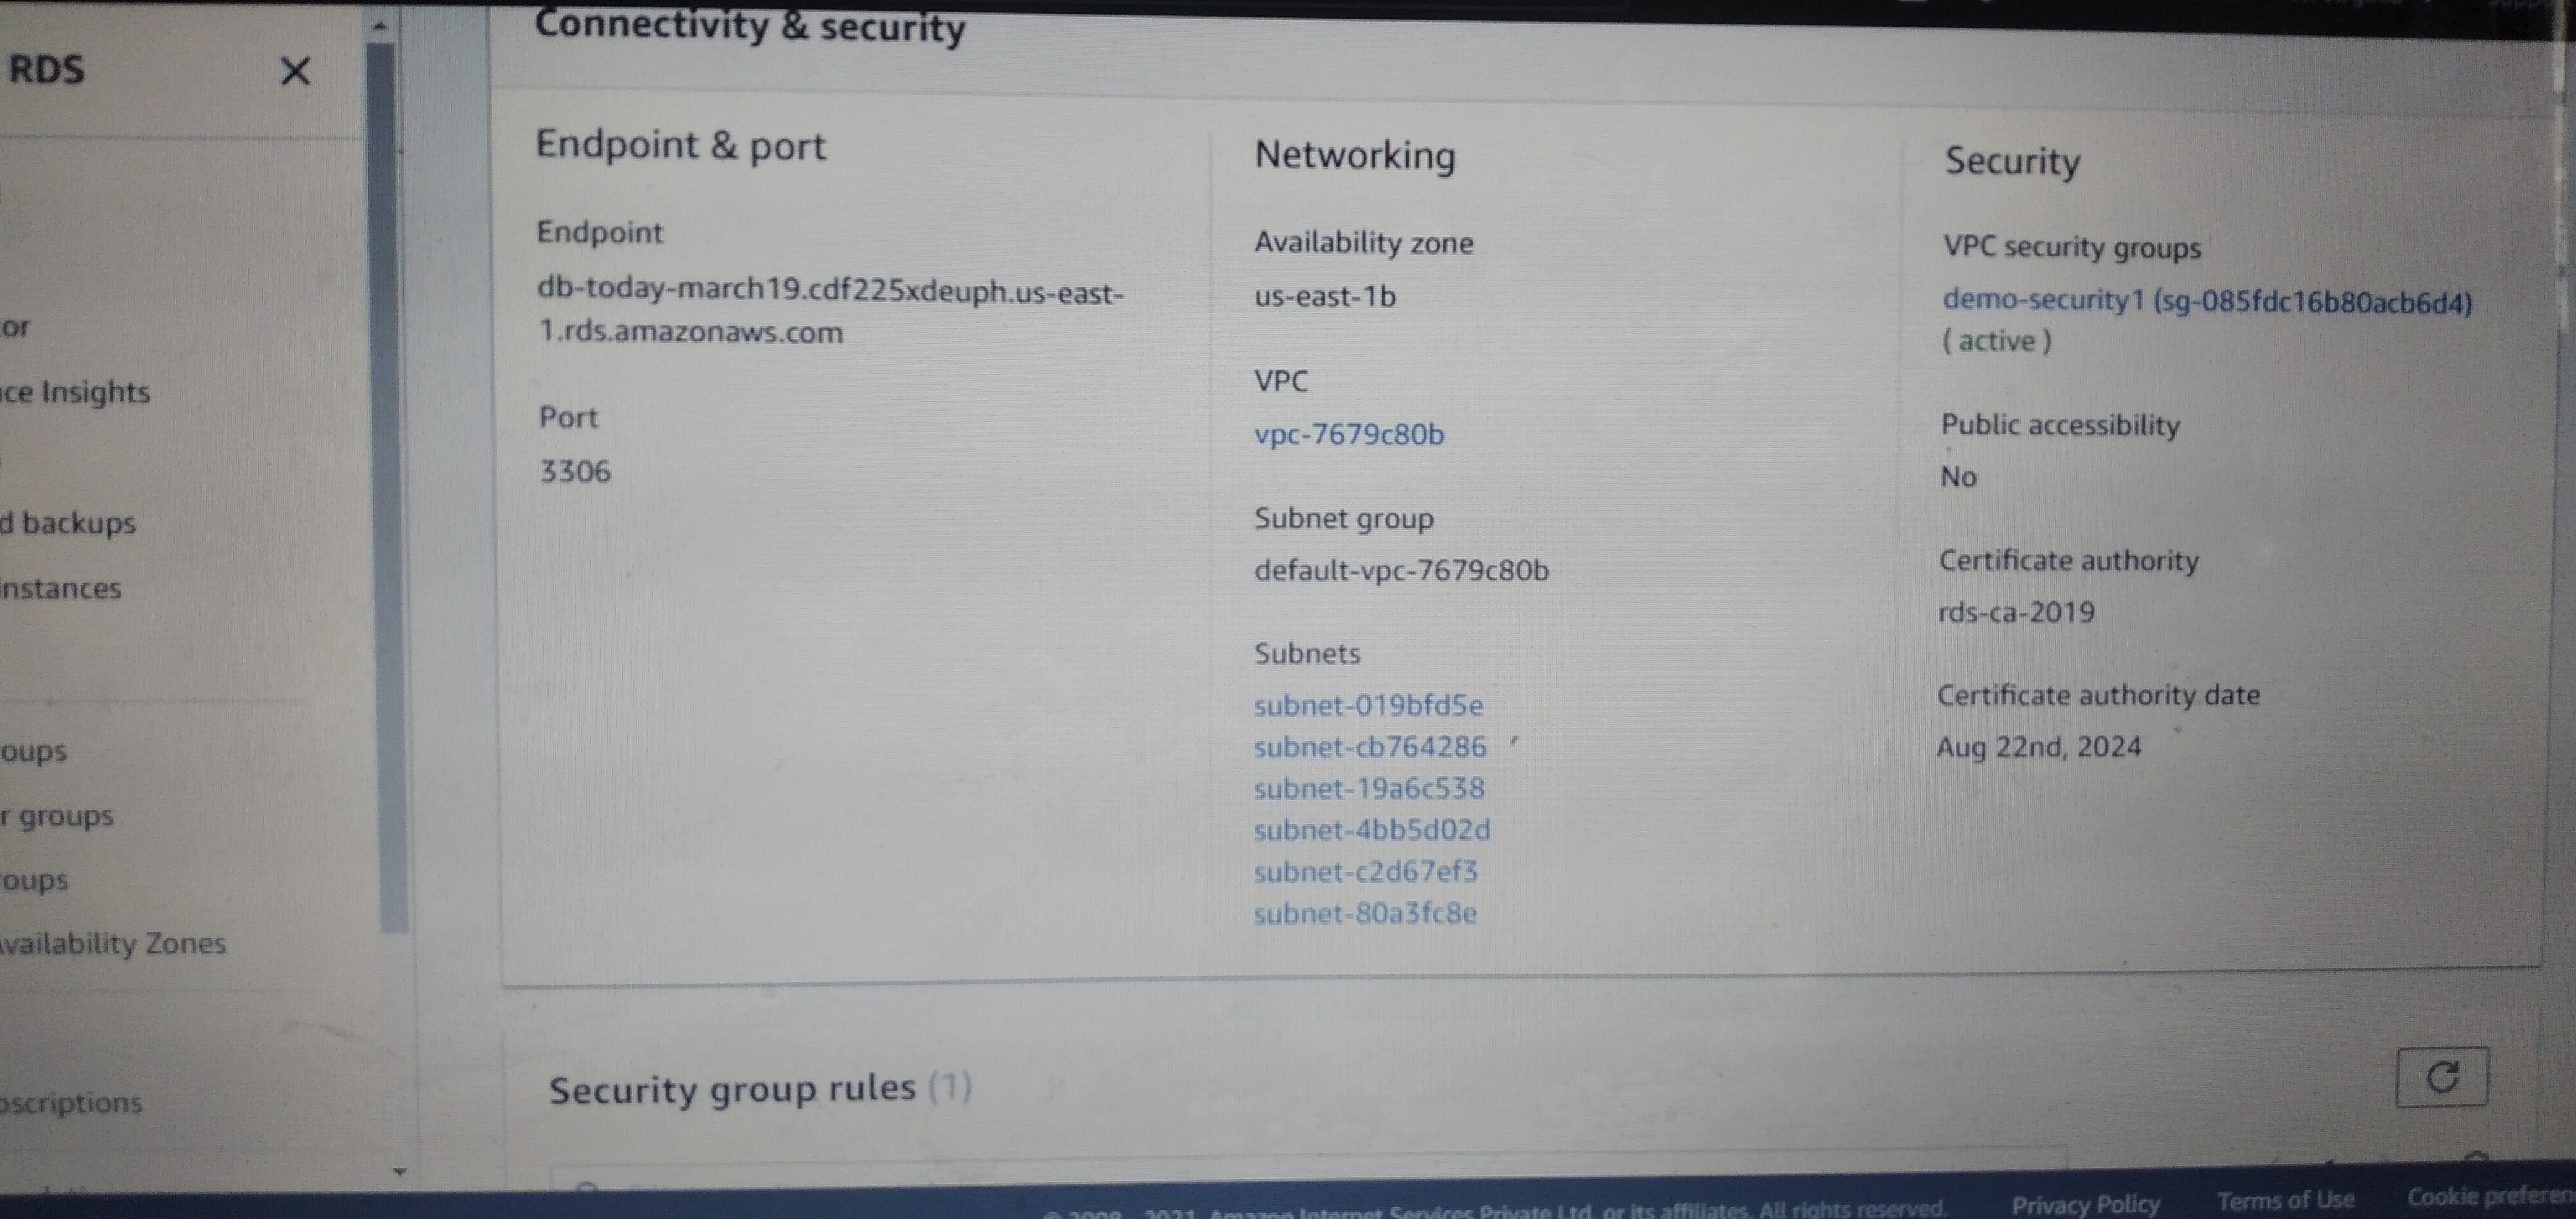 Connectivity & security
RDS
or
ce Insights
d backups
instances
oups
r groups
oups
Availability Zones
bscriptions
Endpoint & port
Endpoint
db-today-march19.cdf225xdeuph.us-east-
1.rds.amazonaws.com
Port
3306
Networking
Availability zone
us-east-1b
VPC
vpc-7679c80b
Subnet group
default-vpc-7679c80b
Subnets
subnet-019bfd5e
subnet-cb764286
subnet-19a6c538
subnet-4bb5d02d
subnet-c2d67ef3
subnet-80a3fc8e
Security
VPC security groups
demo-security1 (sg-085fdc16b80acb6d4)
( active )
Public accessibility
No
Certificate authority
rds-ca-2019
Certificate authority date
Aug 22nd, 2024
Security group rules (1)
© 2008 - 2021, Amazon Internet Services Private Ltd. or its affiliates. All rights reserved. Privacy Policy Terms of Use Cookie preferen